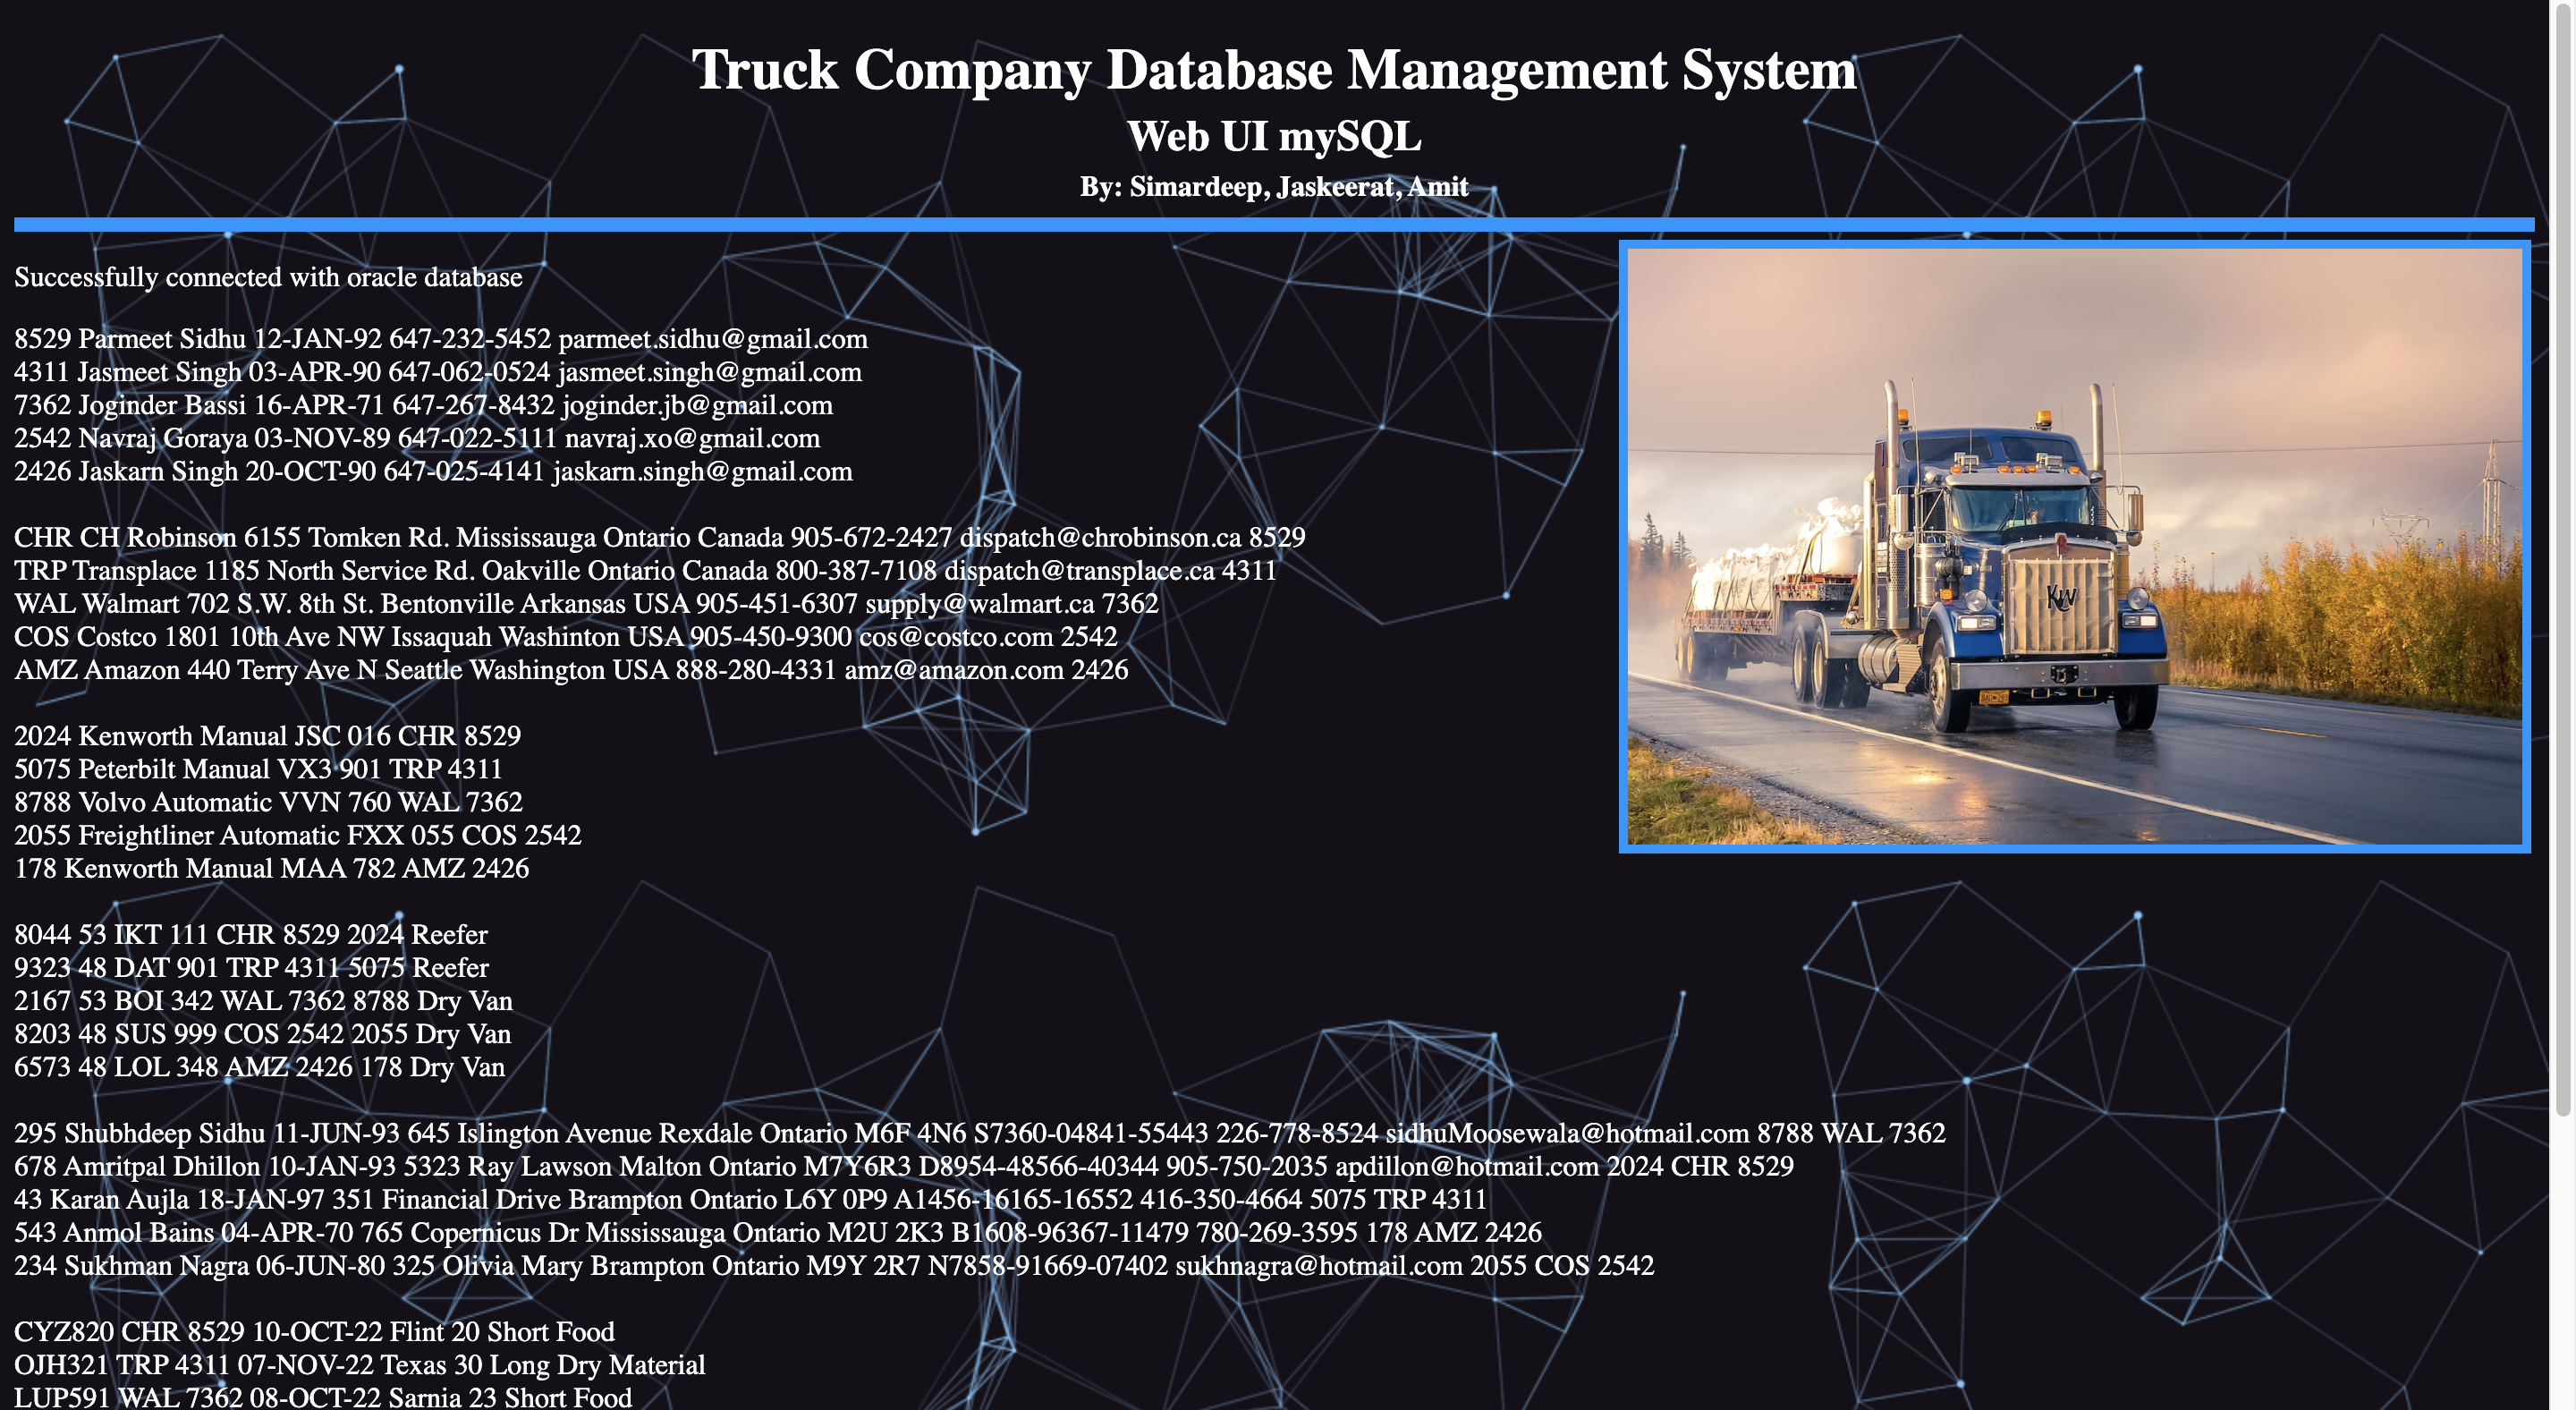 Truck Company Database Management System
Web UI mySQL
By: Simardeep, Jaskeerat, Amit
Successfully connected with oracle database
8529 Parmeet Sidhu 12-JAN-92 647-232-5452 parmeet.sidhu@gmail.com
4311 Jasmeet Singh 03-APR-90 647-062-0524 jasmeet.singh@gmail.com
7362 Joginder Bassi 16-APR-71 647-267-8432 joginder.jb@gmail.com
2542 Navraj Goraya 03-NOV-89 647-022-5111 navraj.xo@gmail.com
2426 Jaskarn Singh 20-OCT-90 647-025-4141 jaskarn.singh@gmail.com
CHR CH Robinson 6155 Tomken Rd. Mississauga Ontario Canada 905-672-2427 dispatch@chrobinson.ca 8529
TRP Transplace 1185 North Service Rd. Oakville Ontario Canada 800-387-7108 dispatch@transplace.ca 4311
WAL Walmart 702 S.W. 8th St. Bentonville Arkansas USA 905-451-6307 supply@walmart.ca 7362
COS Costco 1801 10th Ave NW Issaquah Washinton USA 905-450-9300 cos@costco.com 2542
AMZ Amazon 440 Terry Ave N Seattle Washington USA 888-280-4331 amz@amazon.com 2426
2024 Kenworth Manual JSC 016 CHR 8529
5075 Peterbilt Manual VX3 901 TRP 4311
8788 Volvo Automatic VVN 760 WAL 7362
2055 Freightliner Automatic FXX 055 COS 2542
178 Kenworth Manual MAA 782 AMZ 2426
8044 53 IKT 111 CHR 8529 2024 Reefer
9323 48 DAT 901 TRP 4311 5075 Reefer
2167 53 BOI 342 WAL 7362 8788 Dry Van
8203 48 SUS 999 COS 2542 2055 Dry Van
6573 48 LOL 348 AMZ 2426 178 Dry Van
295 Shubhdeep Sidhu 11-JUN-93 645 Islington Avenue Rexdale Ontario M6F 4N6 S7360-04841-55443 226-778-8524 sidhuMoosewala@hotmail.com 8788 WAL 7362
678 Amritpal Dhillon 10-JAN-93 5323 Ray Lawson Malton Ontario M7Y6R3 D8954-48566-40344 905-750-2035 apdillon@hotmail.com 2024 CHR 8529
43 Karan Aujla 18-JAN-97 351 Financial Drive Brampton Ontario L6Y 0P9 A1456-16165-16552 416-350-4664 5075 TRP 4311
543 Anmol Bains 04-APR-70 765 Copernicus Dr Mississauga Ontario M2U 2K3 B1608-96367-11479 780-269-3595 178 AMZ 2426
234 Sukhman Nagra 06-JUN-80 325 Olivia Mary Brampton Ontario M9Y 2R7 N7858-91669-07402 sukhnagra@hotmail.com 2055 COS 2542
CYZ820 CHR 8529 10-OCT-22 Flint 20 Short Food
OJH321 TRP 4311 07-NOV-22 Texas 30 Long Dry Material
LUP591 WAL 7362 08-OCT-22 Sarnia 23 Short Food
KW